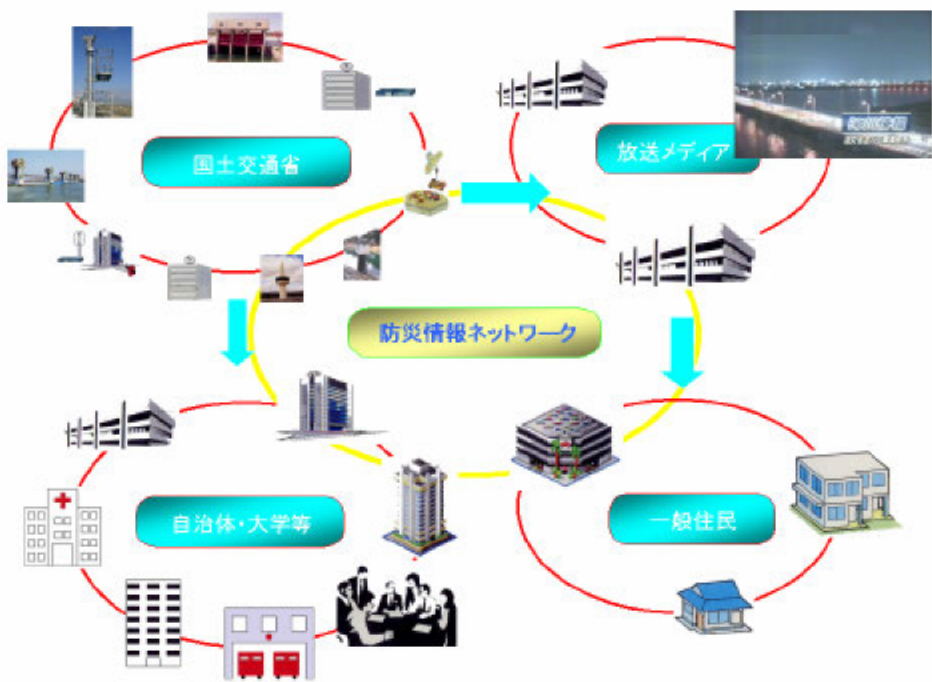 国土交通省
放送メディア
防災情報ネットワーク
自治体・大学等
一般住民